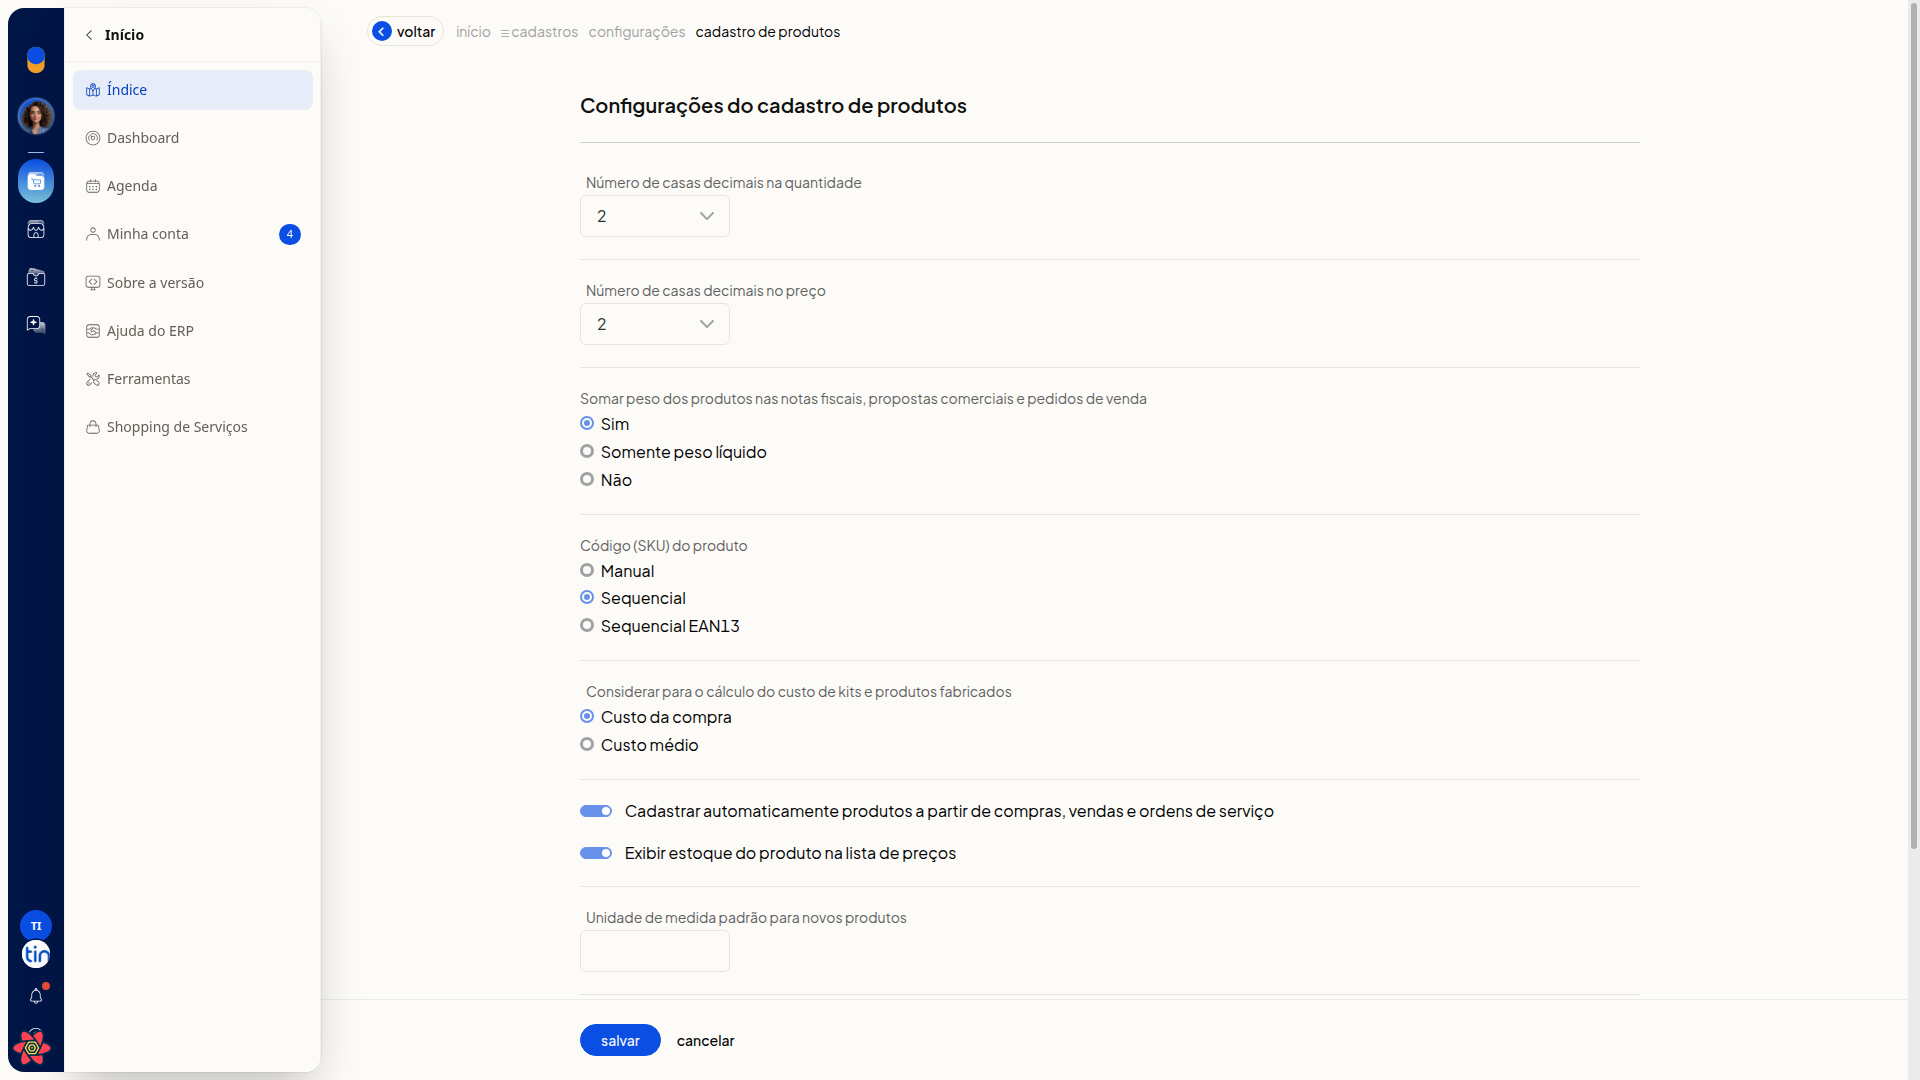 Início
Índice
Dashboard
Agenda
Minha conta
4
Sobre a versão
Ajuda do ERP
Ferramentas
Shopping de Serviços
TI
tin
voltar início cadastros configurações cadastro de produtos
Configurações do cadastro de produtos
Número de casas decimais na quantidade
2
Número de casas decimais no preço
2
Somar peso dos produtos nas notas fiscais, propostas comerciais e pedidos de venda
Sim
Somente peso líquido
Não
Código (SKU) do produto
Manual
Sequencial
Sequencial EAN13
Considerar para o cálculo do custo de kits e produtos fabricados
Custo da compra
Custo médio
Cadastrar automaticamente produtos a partir de compras, vendas e ordens de serviço
Exibir estoque do produto na lista de preços
Unidade de medida padrão para novos produtos
salvar cancelar